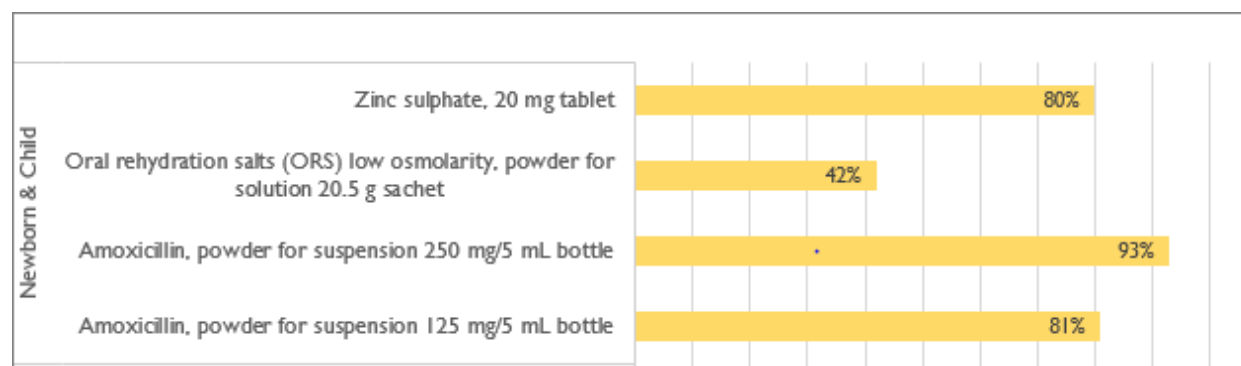 Newborn & Child
Zinc sulphate, 20 mg tablet
80%
Oral rehydration salts (ORS) low osmolarity, powder for
solution 20.5 g sachet
42%
Amoxicillin, powder for suspension 250 mg/5 mL bottle
93%
Amoxicillin, powder for suspension 125 mg/5 mL bottle
81%